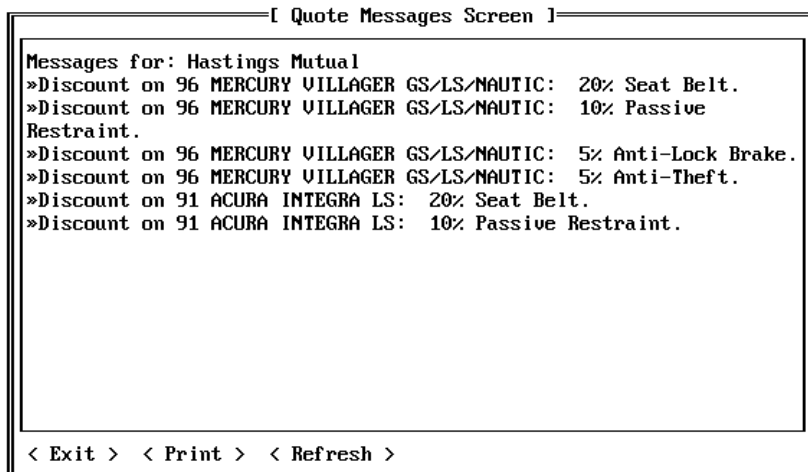 [ Quote Messages Screen ]
Messages for: Hastings Mutual
»Discount on 96 MERCURY VILLAGER GS/LS/NAUTIC:  20% Seat Belt.
»Discount on 96 MERCURY VILLAGER GS/LS/NAUTIC:  10% Passive
Restraint.
»Discount on 96 MERCURY VILLAGER GS/LS/NAUTIC:  5% Anti-Lock Brake.
»Discount on 96 MERCURY VILLAGER GS/LS/NAUTIC:  5% Anti-Theft.
»Discount on 91 ACURA INTEGRA LS:  20% Seat Belt.
»Discount on 91 ACURA INTEGRA LS:  10% Passive Restraint.
< Exit >  < Print >  < Refresh >